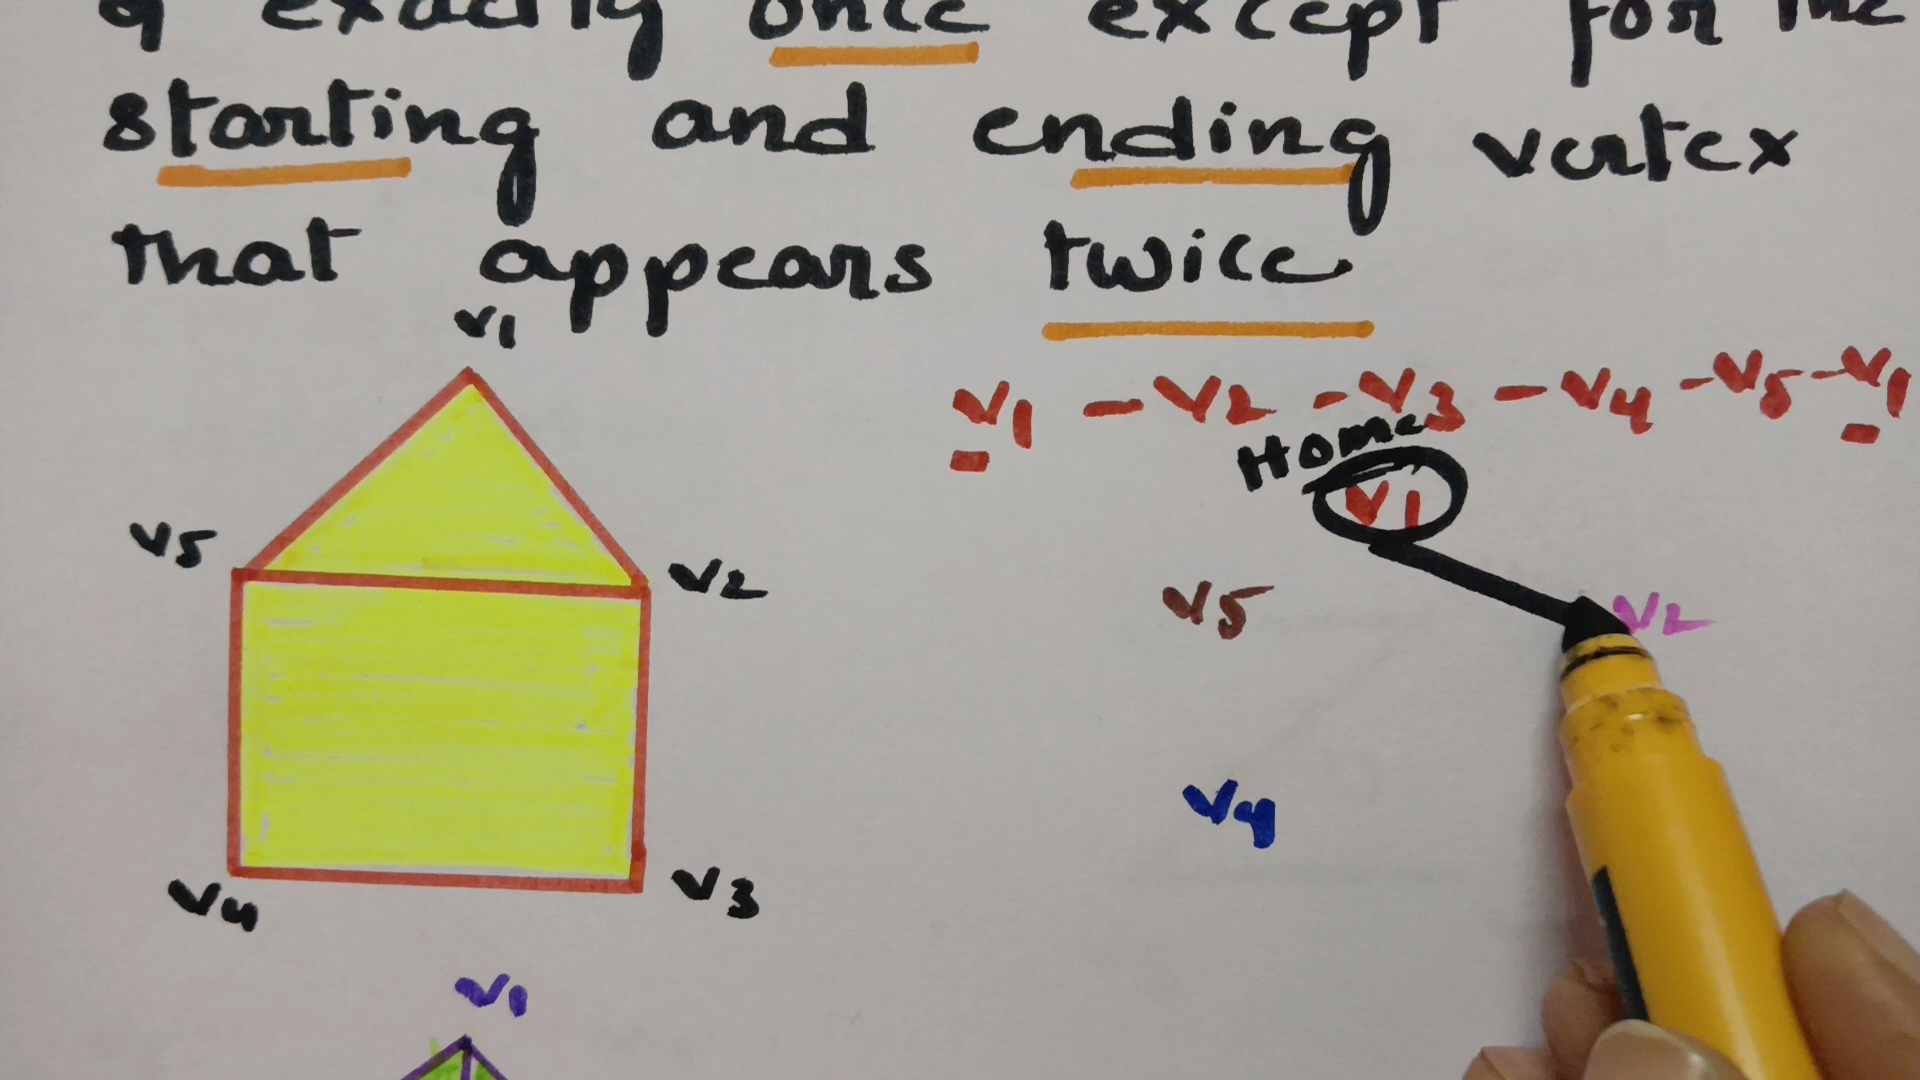 of exactly once except for the
starting and ending vertex
that appears twice
v1
v1 - v2 - v3 - v4 - v5 - v1
Home
v1
v5
v2
v5
v2
v4
v4
v3
v1